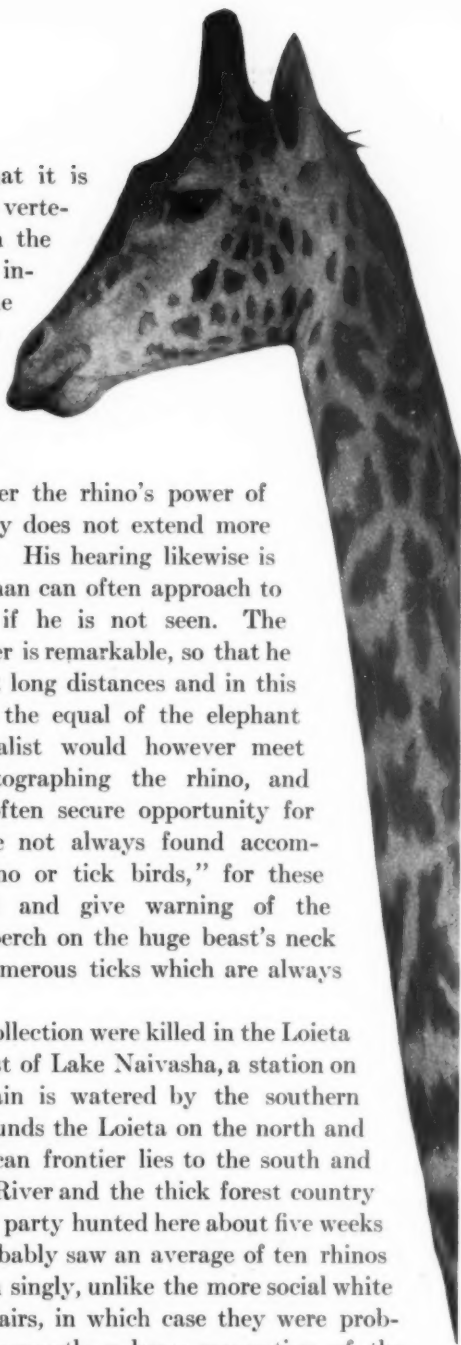 at it is
verte-
the
in-
er the rhino's power of
y does not extend more
His hearing likewise is
nan can often approach to
if he is not seen. The
er is remarkable, so that he
long distances and in this
the equal of the elephant
alist would however meet
tographing the rhino, and
often secure opportunity for
e not always found accom-
no or tick birds," for these
and give warning of the
perch on the huge beast's neck
umerous ticks which are always
ollection were killed in the Loieta
st of Lake Naivasha, a station on
ain is watered by the southern
unds the Loieta on the north and
can frontier lies to the south and
River and the thick forest country
party hunted here about five weeks
bably saw an average of ten rhinos
singly, unlike the more social white
airs, in which case they were prob-